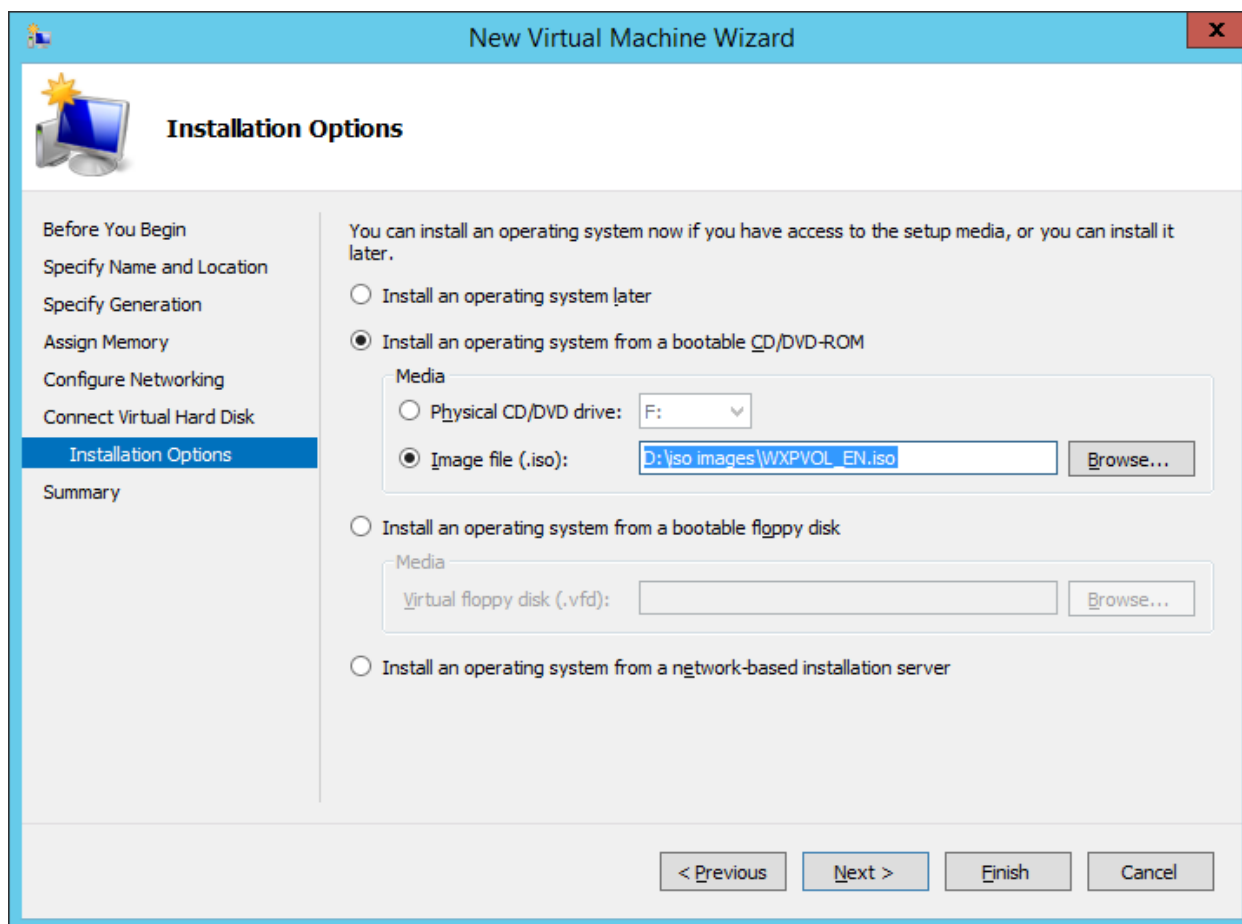 New Virtual Machine Wizard
x
Installation Options
Before You Begin
Specify Name and Location
Specify Generation
Assign Memory
Configure Networking
Connect Virtual Hard Disk
Installation Options
Summary
You can install an operating system now if you have access to the setup media, or you can install it
later.
Install an operating system later
Install an operating system from a bootable CD/DVD-ROM
Media
Physical CD/DVD drive: F:
Image file (.iso): D:\iso images\WXPVOL_EN.iso Browse...
Install an operating system from a bootable floppy disk
Media
Virtual floppy disk (.vfd): Browse...
Install an operating system from a network-based installation server
< Previous Next > Finish Cancel